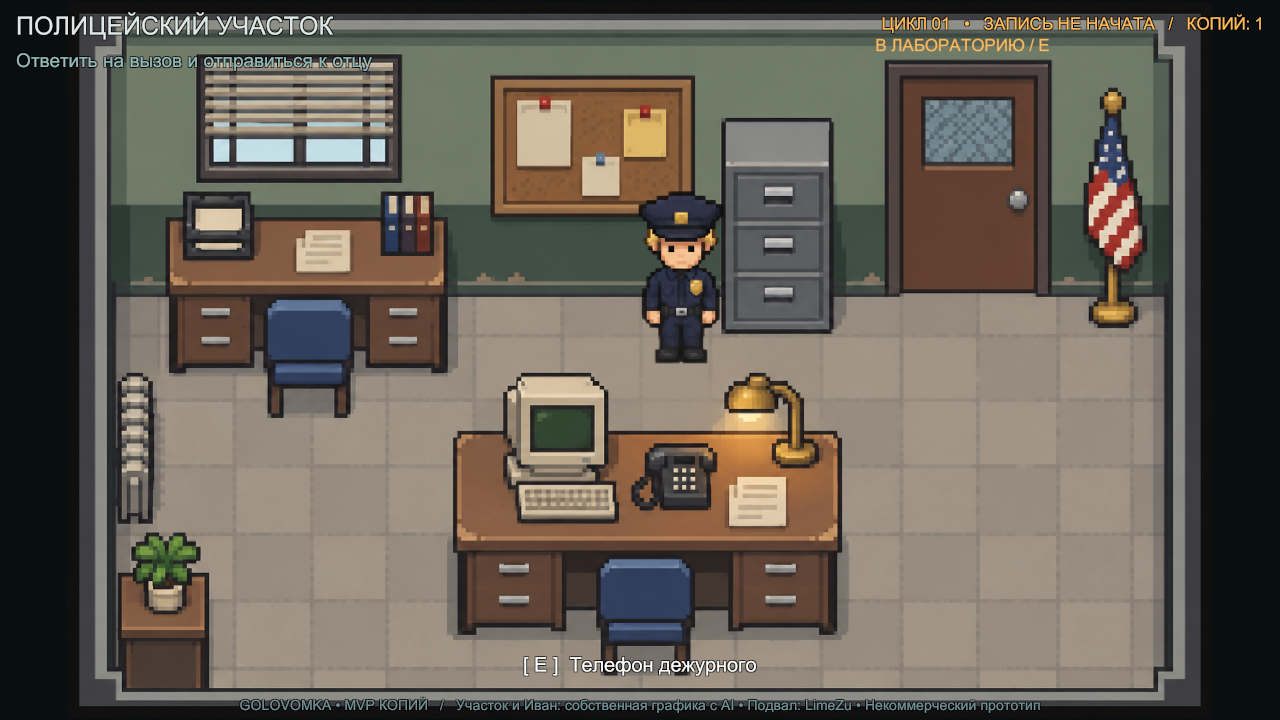 ПОЛИЦЕЙСКИЙ УЧАСТОК
ЦИКЛ 01 • ЗАПИСЬ НЕ НАЧАТА / КОПИЙ: 1
В ЛАБОРАТОРИЮ / E
Ответить на вызов и отправиться к отцу
[ E ] Телефон дежурного
GOLOVOMKA • MVP КОПИЙ / Участок и Иван: собственная графика с AI • Подвал: LimeZu • Некоммерческий прототип